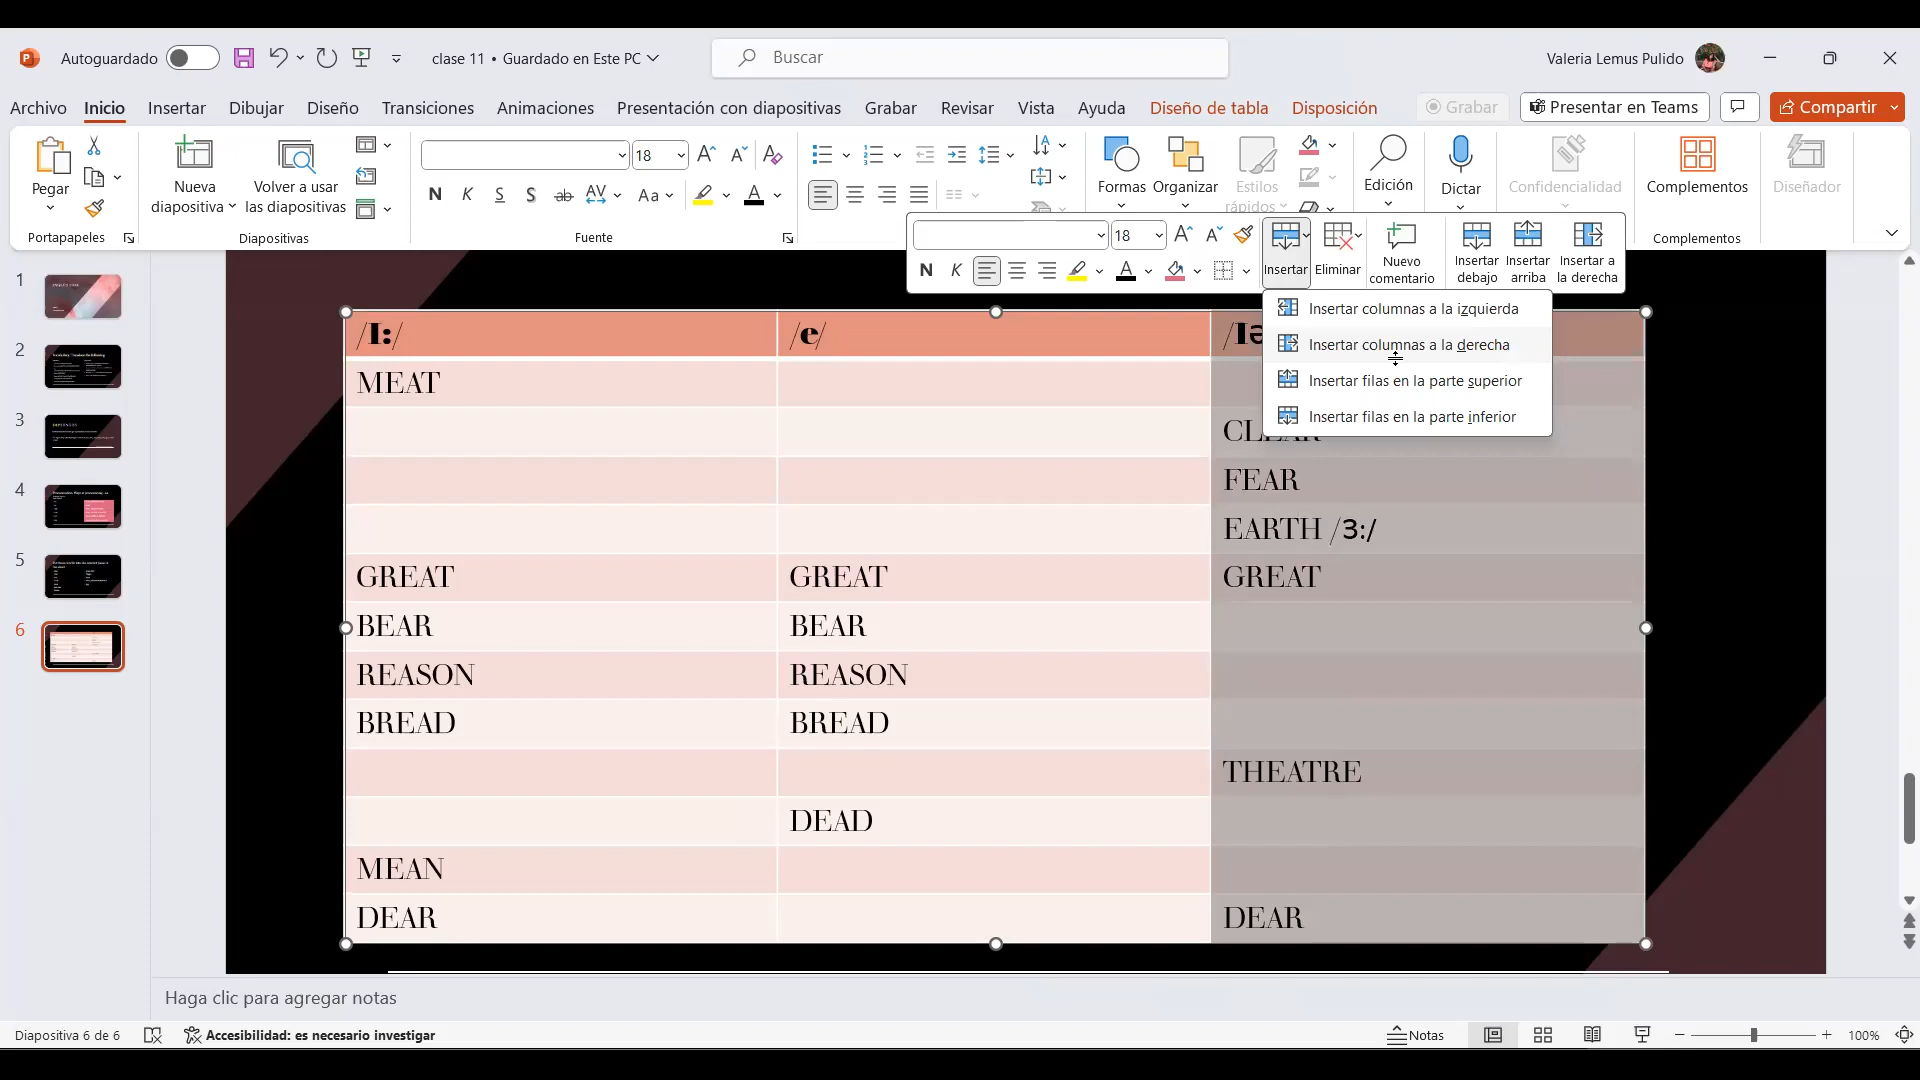 Autoguardado
clase 11 • Guardado en Este PC
Buscar
Valeria Lemus Pulido
Archivo Inicio Insertar Dibujar Diseño Transiciones Animaciones Presentación con diapositivas Grabar Revisar Vista Ayuda Diseño de tabla Disposición
Grabar
Presentar en Teams
Compartir
Pegar
Nueva diapositiva
Volver a usar las diapositivas
18
N K S S ab AV Aa A
Formas
Organizar
Estilos rápidos
Edición
Dictar
Confidencialidad
Complementos
Diseñador
Portapapeles
Diapositivas
Fuente
Complementos
18
N K A
Insertar
Eliminar
Nuevo comentario
Insertar debajo
Insertar arriba
Insertar a la derecha
Insertar columnas a la izquierda
Insertar columnas a la derecha
Insertar filas en la parte superior
Insertar filas en la parte inferior
1
2
3
4
5
6
/I:/ /e/ /Iə
MEAT
CLEAR
FEAR
EARTH /3:/
GREAT GREAT GREAT
BEAR BEAR
REASON REASON
BREAD BREAD
THEATRE
DEAD
MEAN
DEAR DEAR
Haga clic para agregar notas
Diapositiva 6 de 6
Accesibilidad: es necesario investigar
Notas
100%